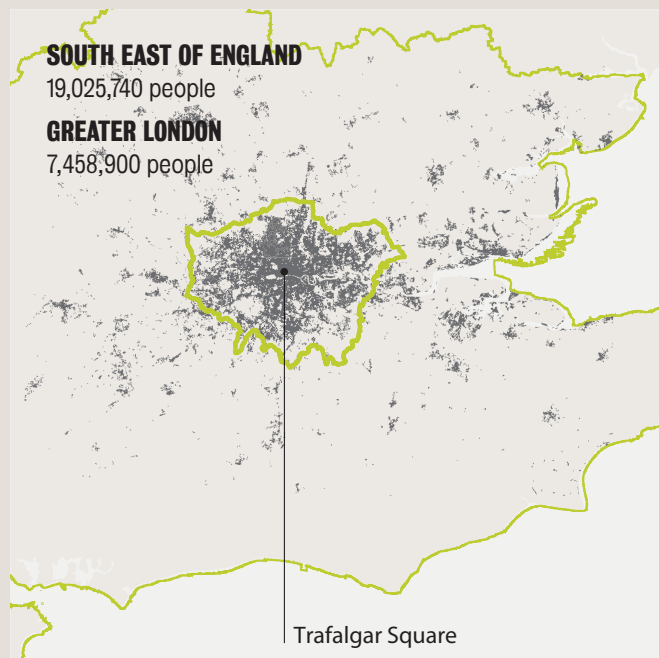 SOUTH EAST OF ENGLAND
19,025,740 people
GREATER LONDON
7,458,900 people
Trafalgar Square